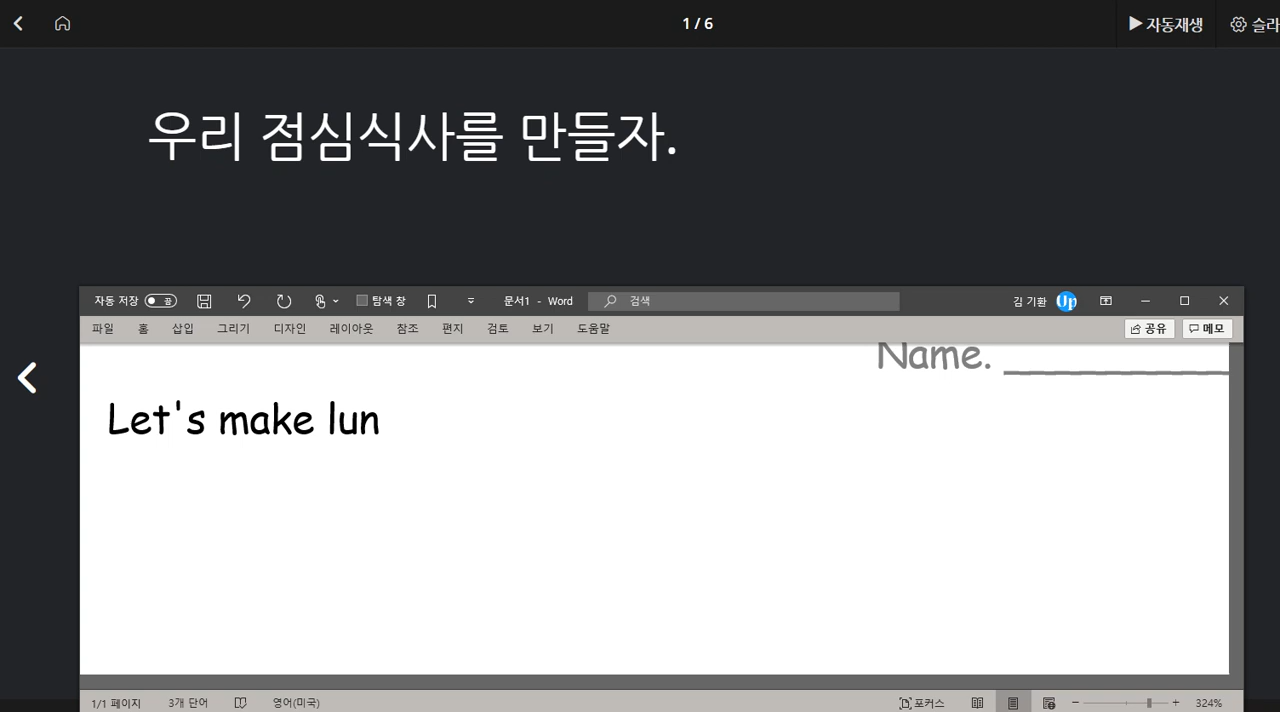 1 / 6
자동재생
슬라
우리 점심식사를 만들자.
자동 저장 끔 탐색 창 문서1 - Word 검색 김 기환 Up
파일 홈 삽입 그리기 디자인 레이아웃 참조 편지 검토 보기 도움말 공유 메모
Name. ___________
Let's make lun
1/1 페이지 3개 단어 영어(미국) 포커스 324%